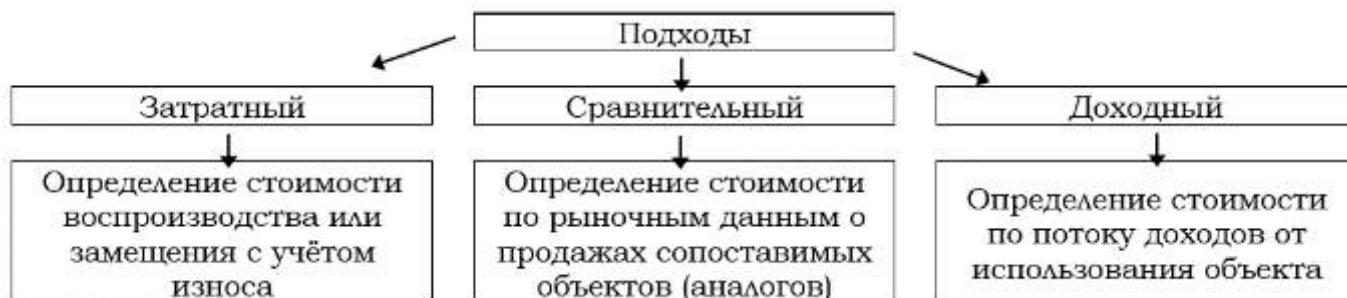 Подходы
Затратный
Сравнительный
Доходный
Определение стоимости
воспроизводства или
замещения с учётом
износа
Определение стоимости
по рыночным данным о
продажах сопоставимых
объектов (аналогов)
Определение стоимости
по потоку доходов от
использования объекта